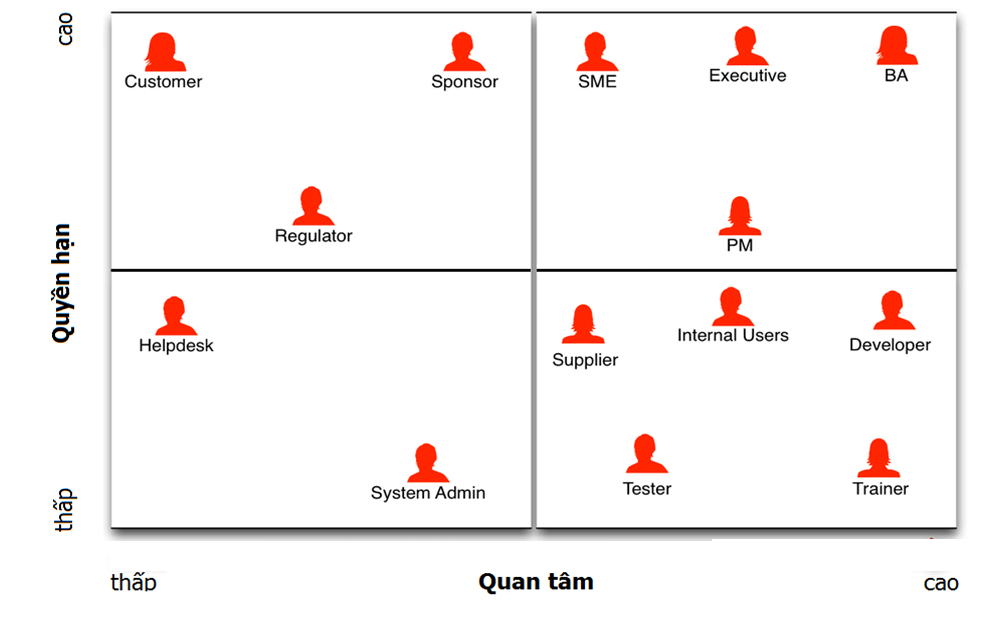 cao
Customer
Sponsor
SME
Executive
BA
Regulator
PM
Quyền hạn
Helpdesk
Supplier
Internal Users
Developer
System Admin
Tester
Trainer
thấp
thấp
Quan tâm
cao